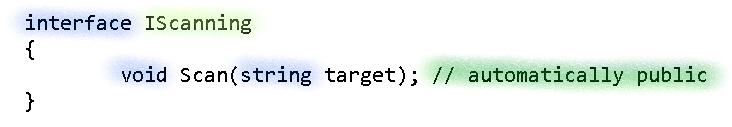 interface IScanning
{
void Scan(string target); // automatically public
}